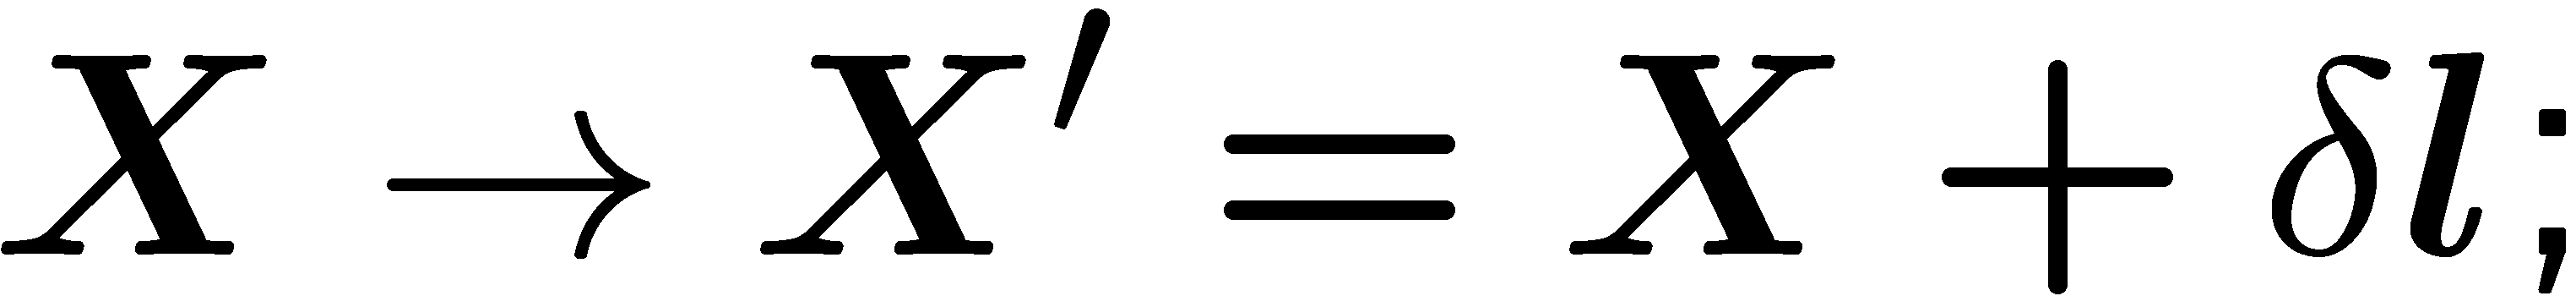 X → X′ = X + δl;